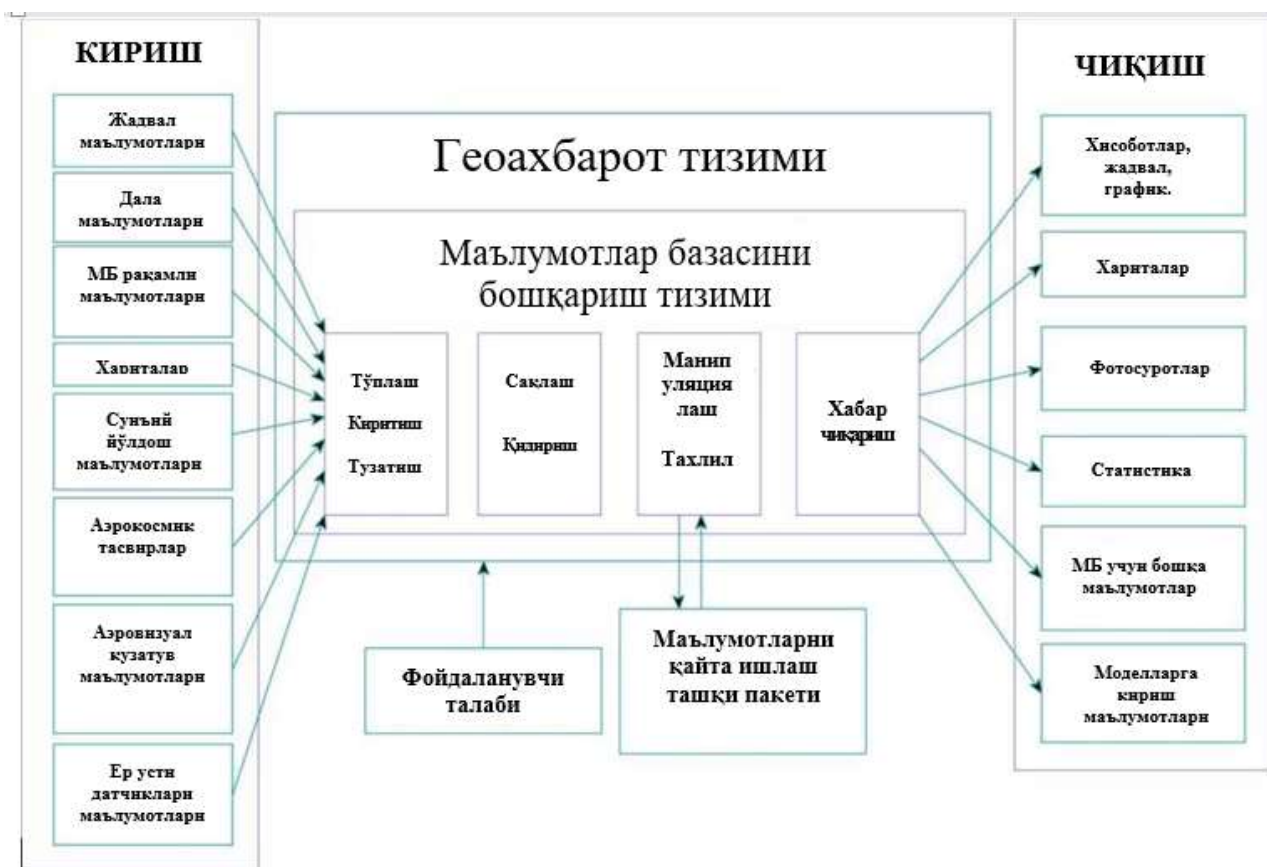 КИРИШ
Жадвал
маълумотлари
Дала
маълумотлари
МБ рақамли
маълумотлари
Хариталар
Сунъий
йўлдош
маълумотлари
Аэрокосмик
тасвирлар
Аэровизуал
кузатув
маълумотлари
Ер усти
датчиклари
маълумотлари
Геоахбарот тизими
Маълумотлар базасини
бошқариш тизими
Тўплаш
Киритиш
Тузатиш
Сақлаш
Қидириш
Манип
уляция
лаш
Тахлил
Хабар
чиқариш
Фойдаланувчи
талаби
Маълумотларни
қайта ишлаш
ташқи пакети
ЧИҚИШ
Хисоботлар,
жадвал,
график.
Хариталар
Фотосуротлар
Статистика
МБ учун бошқа
маълумотлар
Моделларга
кириш
маълумотлари